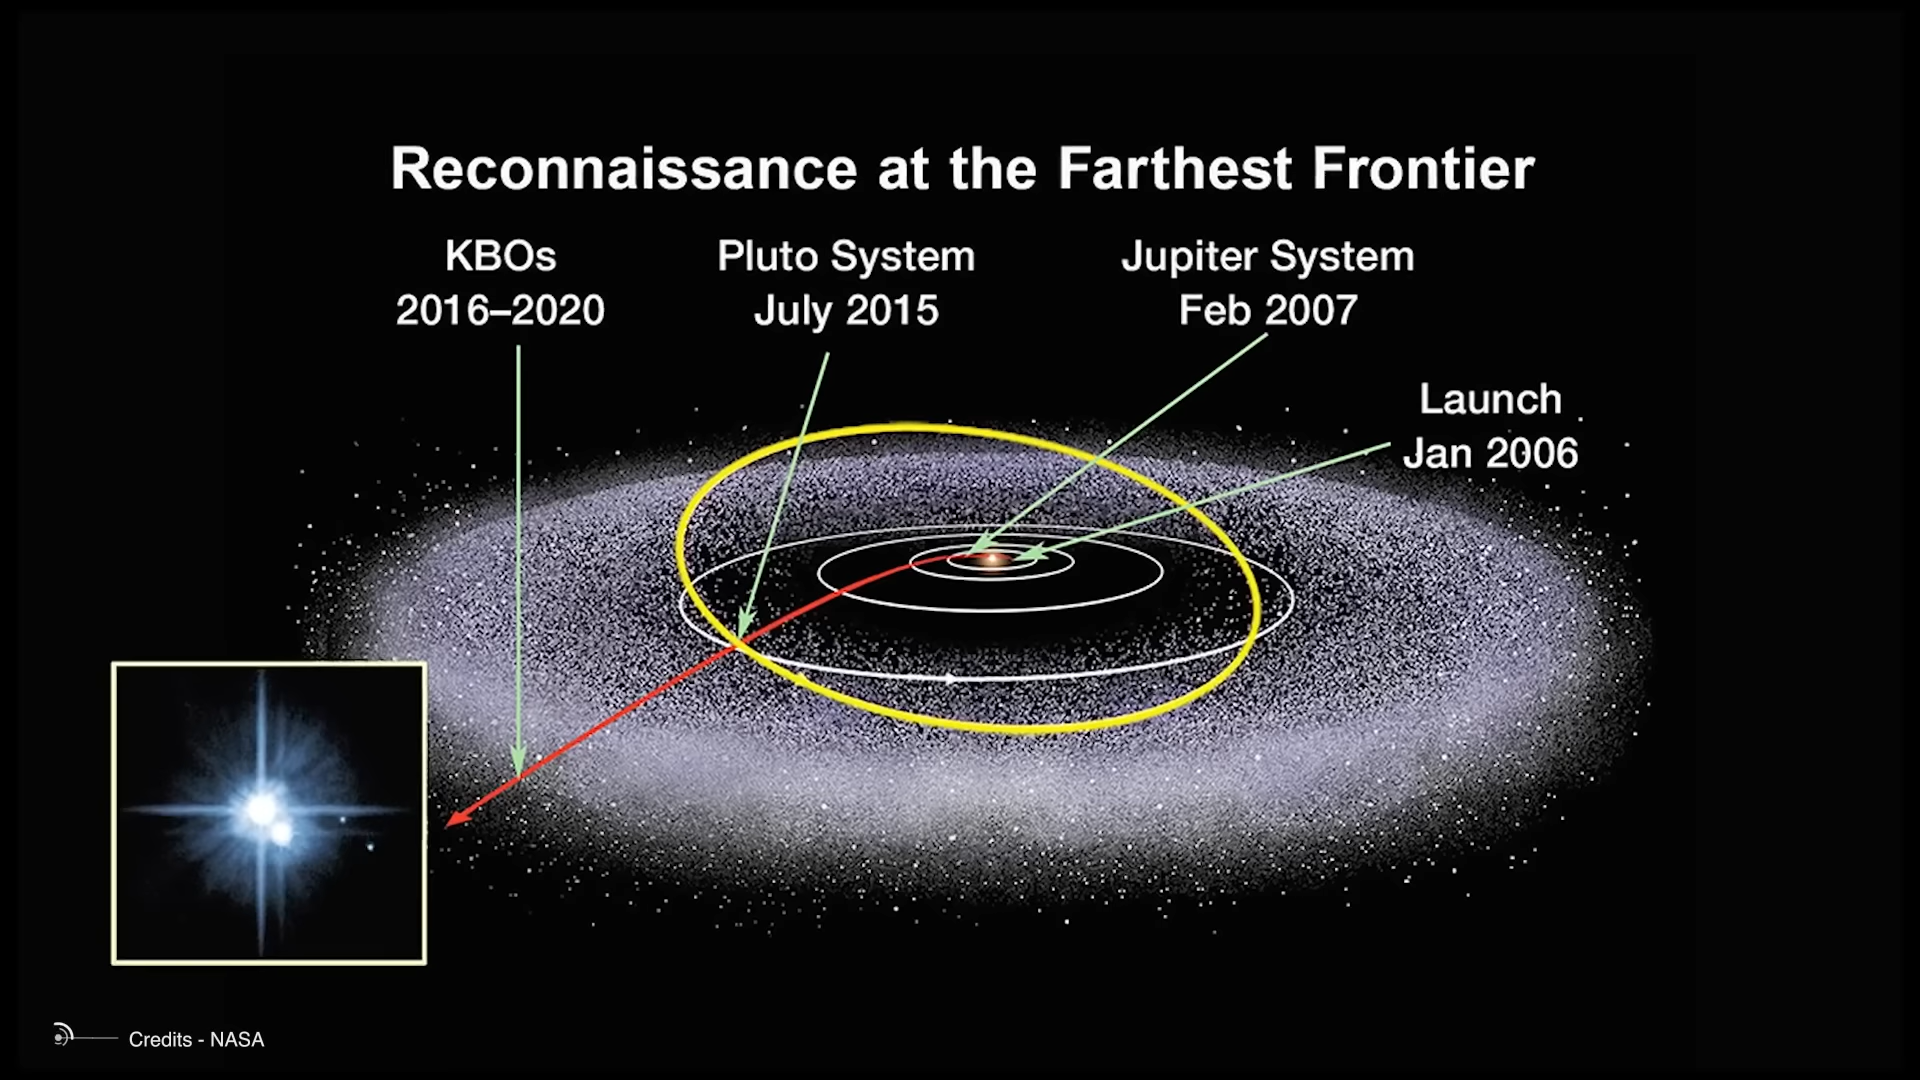 Reconnaissance at the Farthest Frontier
KBOs
2016–2020
Pluto System
July 2015
Jupiter System
Feb 2007
Launch
Jan 2006
Credits - NASA